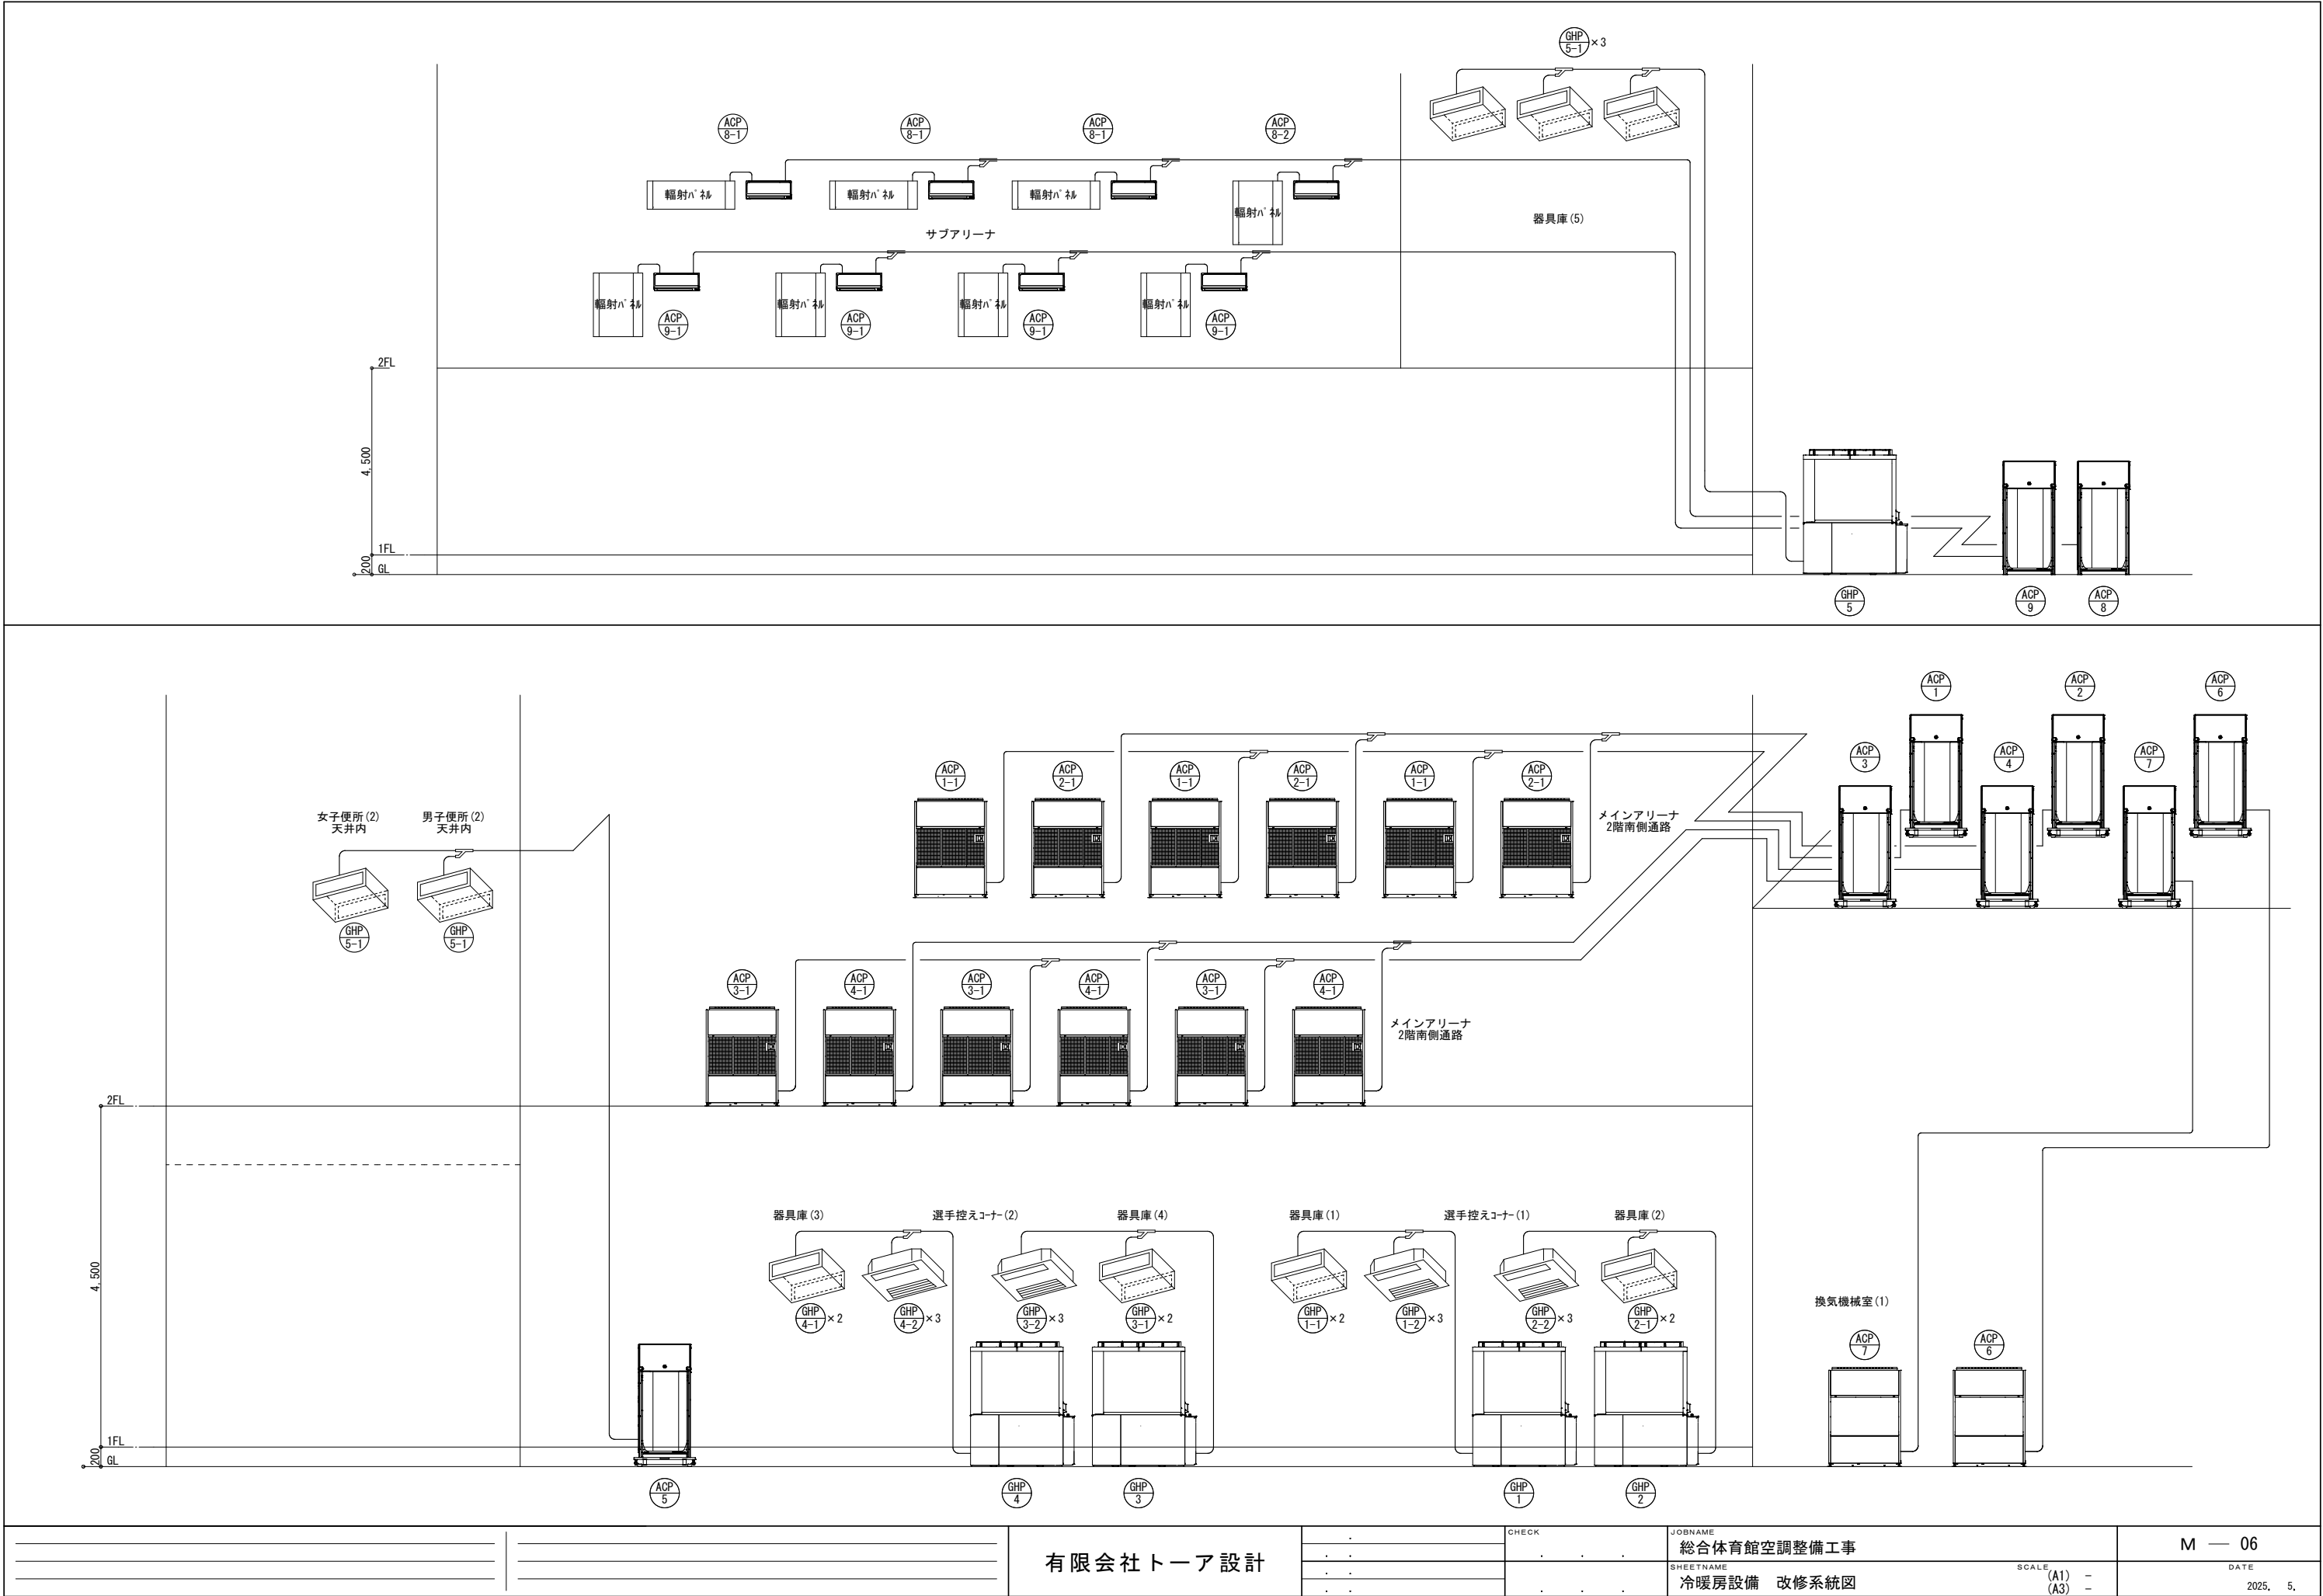 GHP
5-1
×3
ACP
8-1
ACP
8-1
ACP
8-1
ACP
8-2
輻射ﾊﾟﾈﾙ
輻射ﾊﾟﾈﾙ
輻射ﾊﾟﾈﾙ
輻射ﾊﾟﾈﾙ
サブアリーナ
器具庫(5)
輻射ﾊﾟﾈﾙ
輻射ﾊﾟﾈﾙ
輻射ﾊﾟﾈﾙ
輻射ﾊﾟﾈﾙ
ACP
9-1
ACP
9-1
ACP
9-1
ACP
9-1
2FL
4,500
1FL
200
GL
GHP
5
ACP
9
ACP
8
ACP
1
ACP
2
ACP
6
ACP
3
ACP
4
ACP
7
ACP
1-1
ACP
2-1
ACP
1-1
ACP
2-1
ACP
1-1
ACP
2-1
メインアリーナ
2階南側通路
女子便所(2)
天井内
男子便所(2)
天井内
GHP
5-1
GHP
5-1
ACP
3-1
ACP
4-1
ACP
3-1
ACP
4-1
ACP
3-1
ACP
4-1
メインアリーナ
2階南側通路
2FL
4,500
1FL
200
GL
器具庫(3)
選手控えｺｰﾅｰ(2)
器具庫(4)
器具庫(1)
選手控えｺｰﾅｰ(1)
器具庫(2)
GHP
4-1
×2
GHP
4-2
×3
GHP
3-2
×3
GHP
3-1
×2
GHP
1-1
×2
GHP
1-2
×3
GHP
2-2
×3
GHP
2-1
×2
換気機械室(1)
ACP
7
ACP
6
ACP
5
GHP
4
GHP
3
GHP
1
GHP
2
有限会社トーア設計
CHECK
JOBNAME
総合体育館空調整備工事
M — 06
SHEETNAME
冷暖房設備 改修系統図
SCALE
(A1) -
(A3) -
DATE
2025. 5.